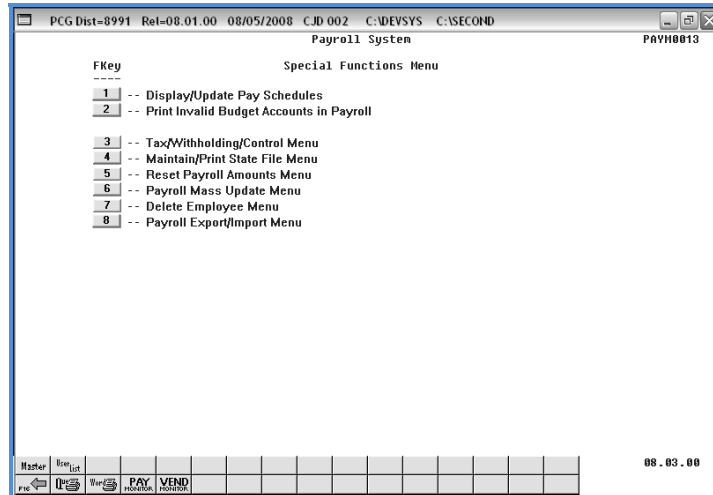 PCG Dist=8991 Rel=08.01.00 08/05/2008 CJD 002 C:\DEVSYS C:\SECOND
Payroll System PAYM0013
FKey Special Functions Menu
----
1 -- Display/Update Pay Schedules
2 -- Print Invalid Budget Accounts in Payroll
3 -- Tax/Withholding/Control Menu
4 -- Maintain/Print State File Menu
5 -- Reset Payroll Amounts Menu
6 -- Payroll Mass Update Menu
7 -- Delete Employee Menu
8 -- Payroll Export/Import Menu
Master User List 08.03.00
F16 Que PAY MONITOR VEND MONITOR